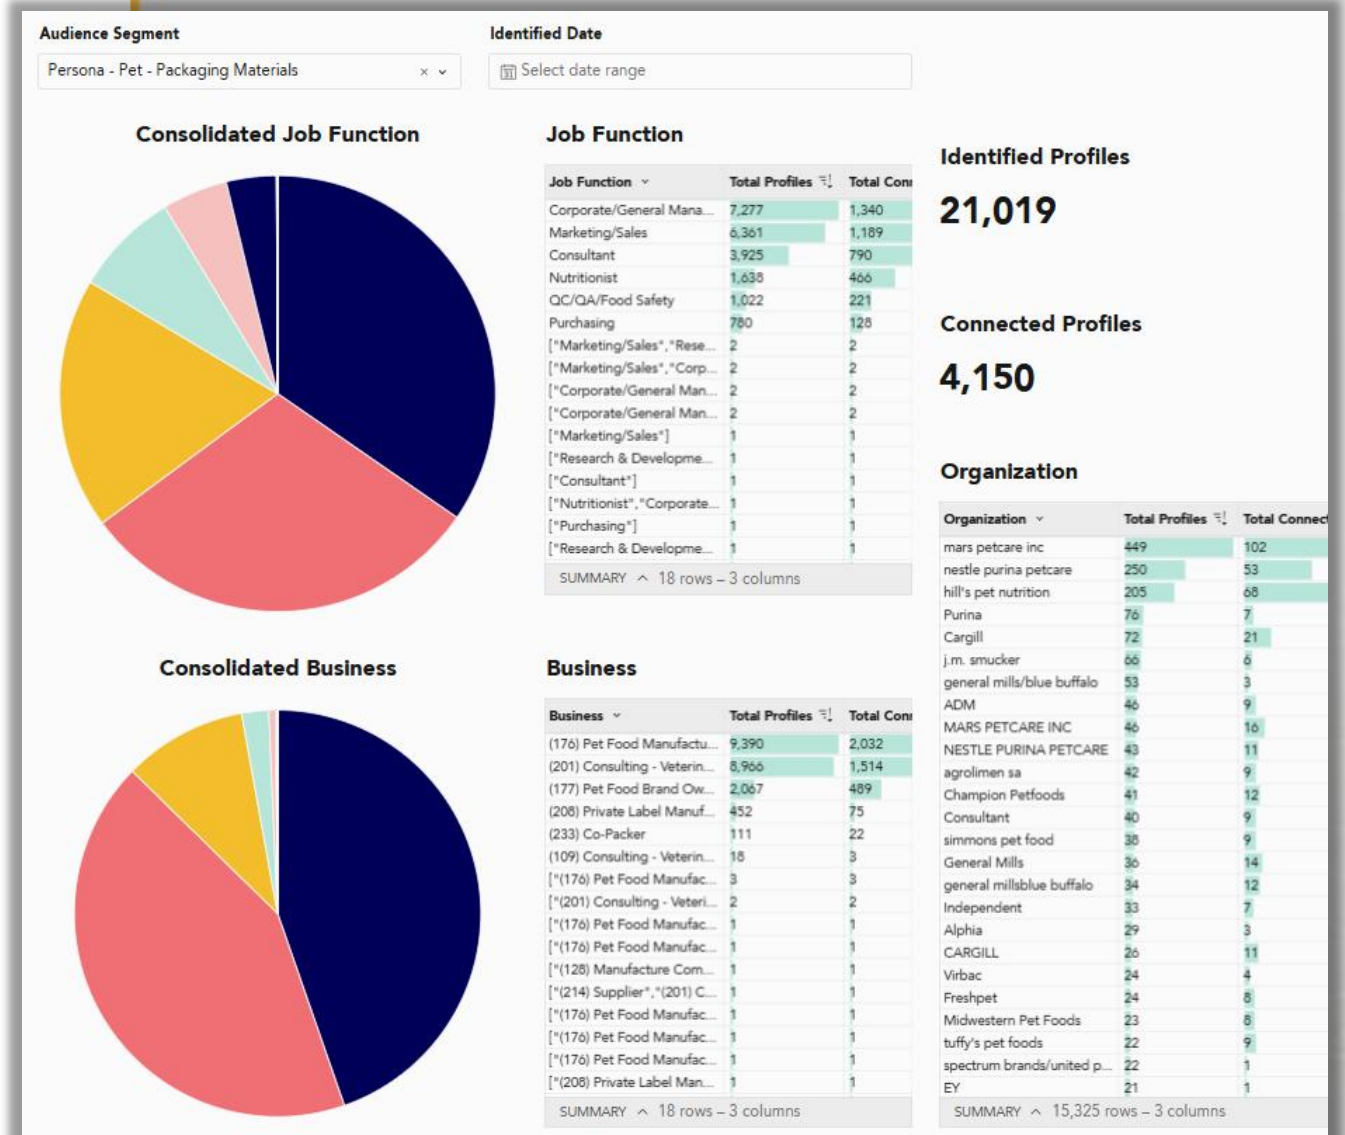 Audience Segment
Persona - Pet - Packaging Materials
Identified Date
Select date range
Consolidated Job Function
Job Function
Job Function Total Profiles Total Conn
Corporate/General Mana... 7,277 1,340
Marketing/Sales 6,361 1,189
Consultant 3,925 790
Nutritionist 1,638 466
QC/QA/Food Safety 1,022 221
Purchasing 780 128
["Marketing/Sales","Rese... 2 2
["Marketing/Sales","Corp... 2 2
["Corporate/General Man... 2 2
["Corporate/General Man... 2 2
["Marketing/Sales"] 1 1
["Research & Developme... 1 1
["Consultant"] 1 1
["Nutritionist","Corporate... 1 1
["Purchasing"] 1 1
["Research & Developme... 1 1
SUMMARY 18 rows – 3 columns
Identified Profiles
21,019
Connected Profiles
4,150
Consolidated Business
Business
Business Total Profiles Total Conn
(176) Pet Food Manufactu... 9,390 2,032
(201) Consulting - Veterin... 8,966 1,514
(177) Pet Food Brand Ow... 2,067 489
(208) Private Label Manuf... 452 75
(233) Co-Packer 111 22
(109) Consulting - Veterin... 18 3
["(176) Pet Food Manufac... 3 3
["(201) Consulting - Veteri... 2 2
["(176) Pet Food Manufac... 1 1
["(176) Pet Food Manufac... 1 1
["(128) Manufacture Com... 1 1
["(214) Supplier","(201) C... 1 1
["(176) Pet Food Manufac... 1 1
["(176) Pet Food Manufac... 1 1
["(176) Pet Food Manufac... 1 1
["(208) Private Label Man... 1 1
SUMMARY 18 rows – 3 columns
Organization
Organization Total Profiles Total Connect
mars petcare inc 449 102
nestle purina petcare 250 53
hill's pet nutrition 205 68
Purina 76 7
Cargill 72 21
j.m. smucker 66 6
general mills/blue buffalo 53 3
ADM 46 9
MARS PETCARE INC 46 16
NESTLE PURINA PETCARE 43 11
agrolimen sa 42 9
Champion Petfoods 41 12
Consultant 40 9
simmons pet food 38 9
General Mills 36 14
general millsblue buffalo 34 12
Independent 33 7
Alphia 29 3
CARGILL 26 11
Virbac 24 4
Freshpet 24 8
Midwestern Pet Foods 23 8
tuffy's pet foods 22 9
spectrum brands/united p... 22 1
EY 21 1
SUMMARY 15,325 rows – 3 columns